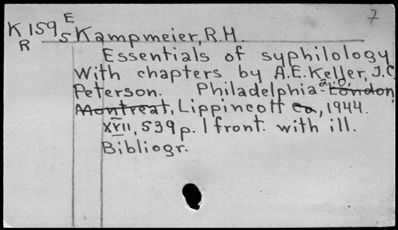 E 7
K159 Kampmeier, R.H.
R S
Essentials of syphilology
With chapters by A.E. Keller, J.C.
Peterson. Philadelphia London,
Montreal, Lippincott Co, 1944.
XVII, 539 p. 1 front. with ill.
Bibliogr.